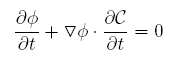 ∂ϕ/∂t + ∇ϕ · ∂𝒞/∂t = 0